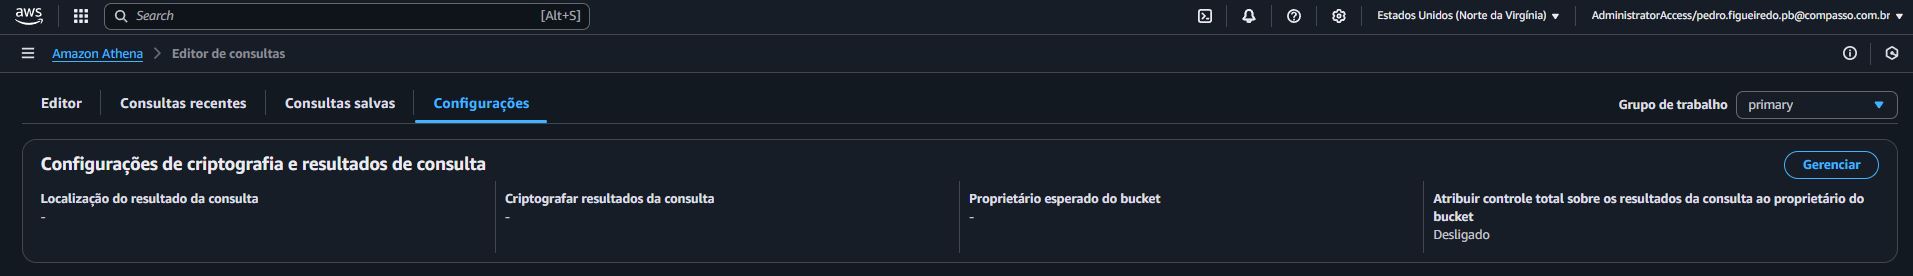 aws
Search [Alt+S]
Estados Unidos (Norte da Virgínia)
AdministratorAccess/pedro.figueiredo.pb@compasso.com.br
Amazon Athena
Editor de consultas
Editor
Consultas recentes
Consultas salvas
Configurações
Grupo de trabalho
primary
Configurações de criptografia e resultados de consulta
Gerenciar
Localização do resultado da consulta
-
Criptografar resultados da consulta
-
Proprietário esperado do bucket
-
Atribuir controle total sobre os resultados da consulta ao proprietário do
bucket
Desligado